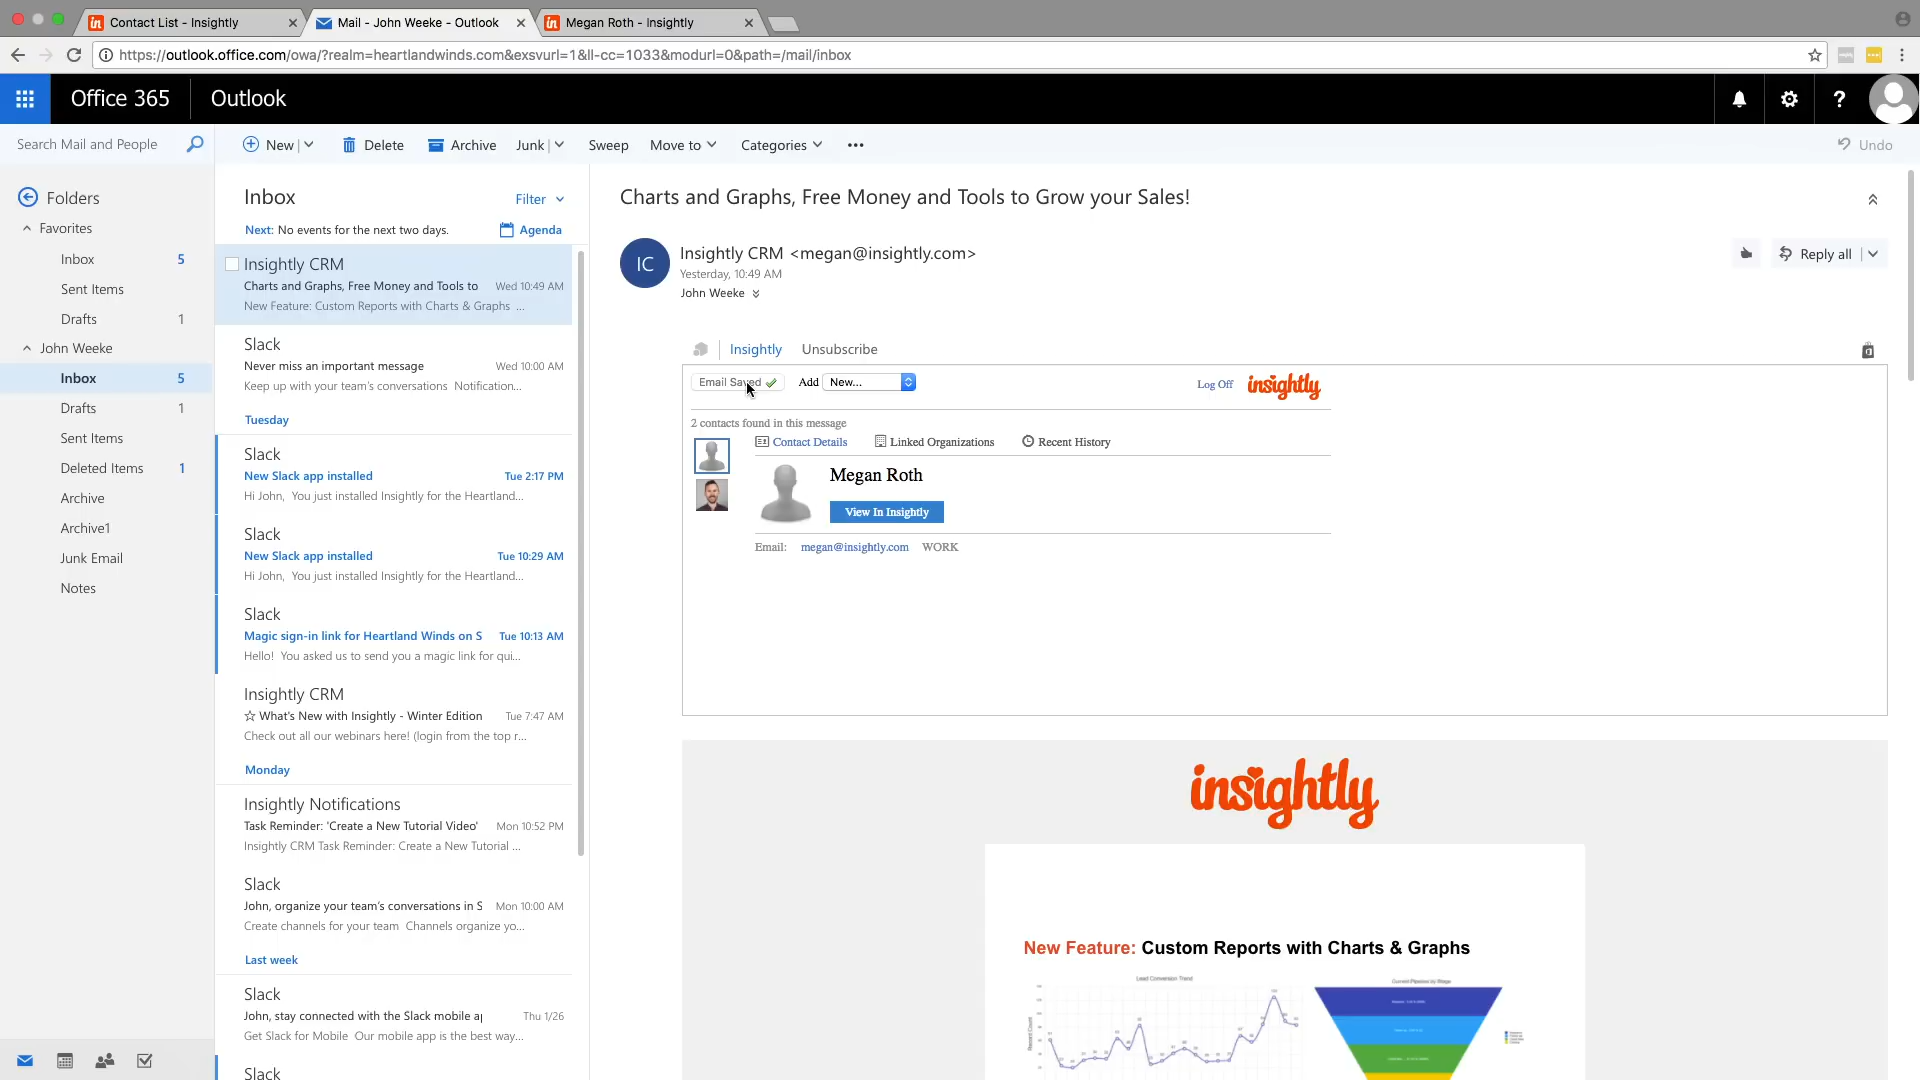 Contact List - Insightly
Mail - John Weeke - Outlook
Megan Roth - Insightly
https://outlook.office.com/owa/?realm=heartlandwinds.com&exsvurl=1&ll-cc=1033&modurl=0&path=/mail/inbox
Office 365
Outlook
Search Mail and People
New
Delete
Archive
Junk
Sweep
Move to
Categories
Undo
Folders
Favorites
Inbox 5
Sent Items
Drafts 1
John Weeke
Inbox 5
Drafts 1
Sent Items
Deleted Items 1
Archive
Archive1
Junk Email
Notes
Inbox
Filter
Next: No events for the next two days.
Agenda
Insightly CRM
Charts and Graphs, Free Money and Tools to Wed 10:49 AM
New Feature: Custom Reports with Charts & Graphs ...
Slack
Never miss an important message Wed 10:00 AM
Keep up with your team's conversations Notification...
Tuesday
Slack
New Slack app installed Tue 2:17 PM
Hi John, You just installed Insightly for the Heartland...
Slack
New Slack app installed Tue 10:29 AM
Hi John, You just installed Insightly for the Heartland...
Slack
Magic sign-in link for Heartland Winds on S Tue 10:13 AM
Hello! You asked us to send you a magic link for qui...
Insightly CRM
☆ What's New with Insightly - Winter Edition Tue 7:47 AM
Check out all our webinars here! (login from the top r...
Monday
Insightly Notifications
Task Reminder: 'Create a New Tutorial Video' Mon 10:52 PM
Insightly CRM Task Reminder: Create a New Tutorial ...
Slack
John, organize your team's conversations in S Mon 10:00 AM
Create channels for your team Channels organize yo...
Last week
Slack
John, stay connected with the Slack mobile ap Thu 1/26
Get Slack for Mobile Our mobile app is the best way...
Slack
Charts and Graphs, Free Money and Tools to Grow your Sales!
IC
Insightly CRM <megan@insightly.com>
Yesterday, 10:49 AM
John Weeke
Reply all
Insightly
Unsubscribe
Email Saved
Add
New...
Log Off
insightly
2 contacts found in this message
Contact Details
Linked Organizations
Recent History
Megan Roth
View In Insightly
Email: megan@insightly.com WORK
insightly
New Feature: Custom Reports with Charts & Graphs
Lead Conversion Trend
Current Pipeline by Stage
Record Count